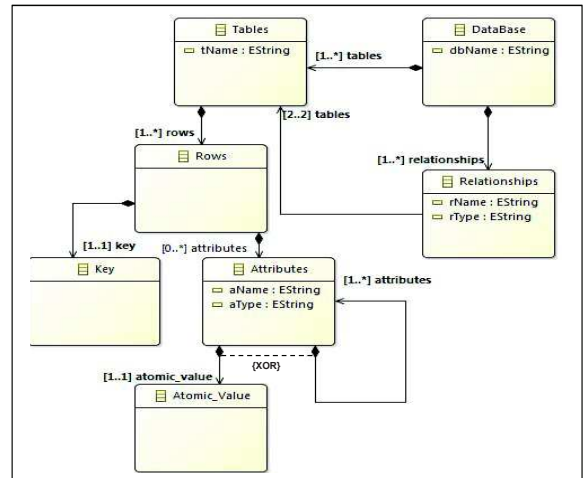 Tables
tName : EString
DataBase
dbName : EString
[1..*] tables
[2..2] tables
[1..*] rows
[1..*] relationships
Rows
Relationships
rName : EString
rType : EString
[1..1] key
[0..*] attributes
Key
Attributes
aName : EString
aType : EString
[1..*] attributes
{XOR}
[1..1] atomic_value
Atomic_Value